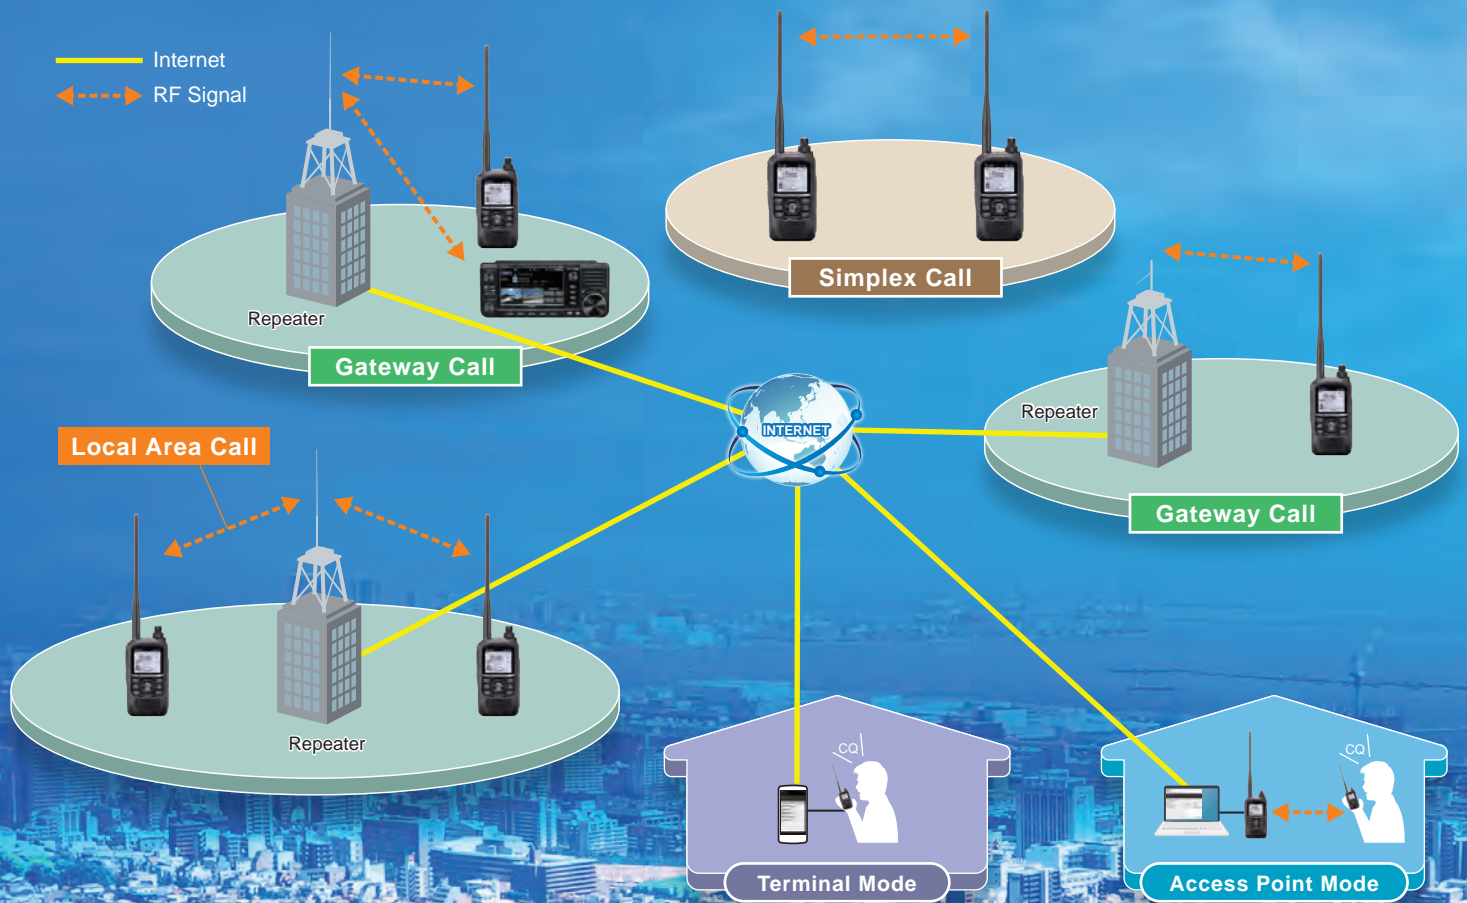 Internet
RF Signal
Repeater
Gateway Call
Simplex Call
Repeater
Gateway Call
INTERNET
Local Area Call
Repeater
CQ
Terminal Mode
CQ
Access Point Mode